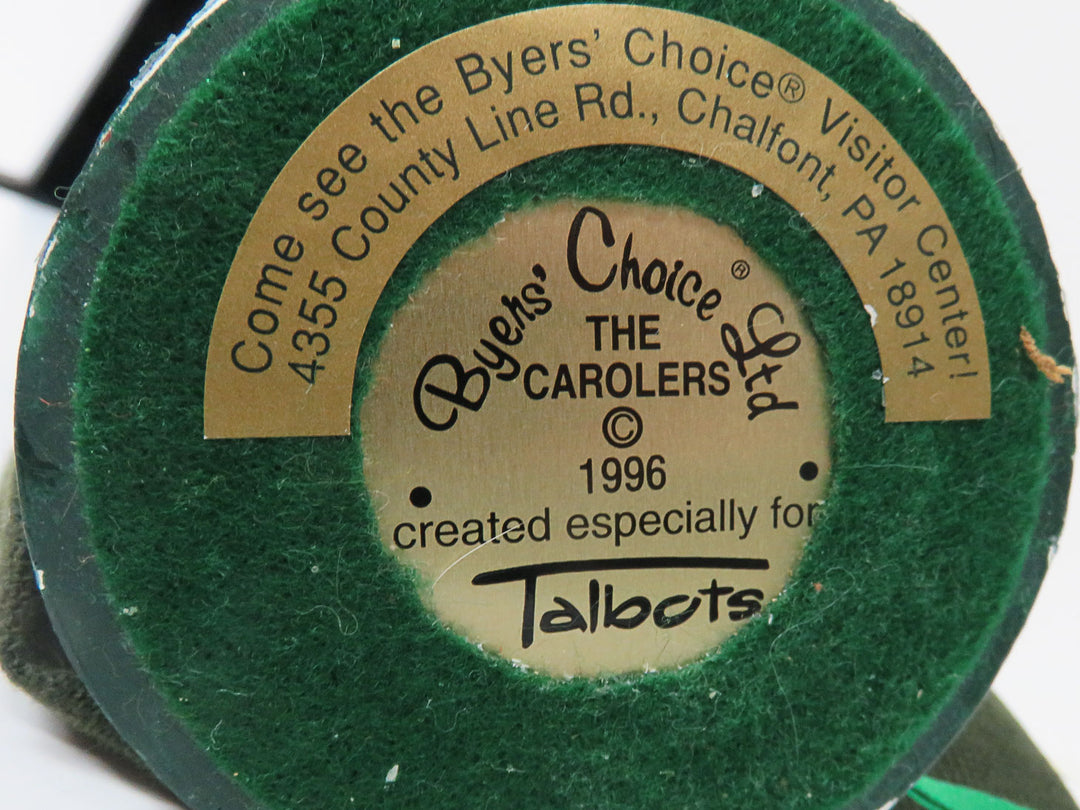 Come see the Byers' Choice® Visitor Center!
4355 County Line Rd., Chalfont, PA 18914
Byers' Choice® Ltd
THE
CAROLERS
©
1996
• created especially for •
Talbots